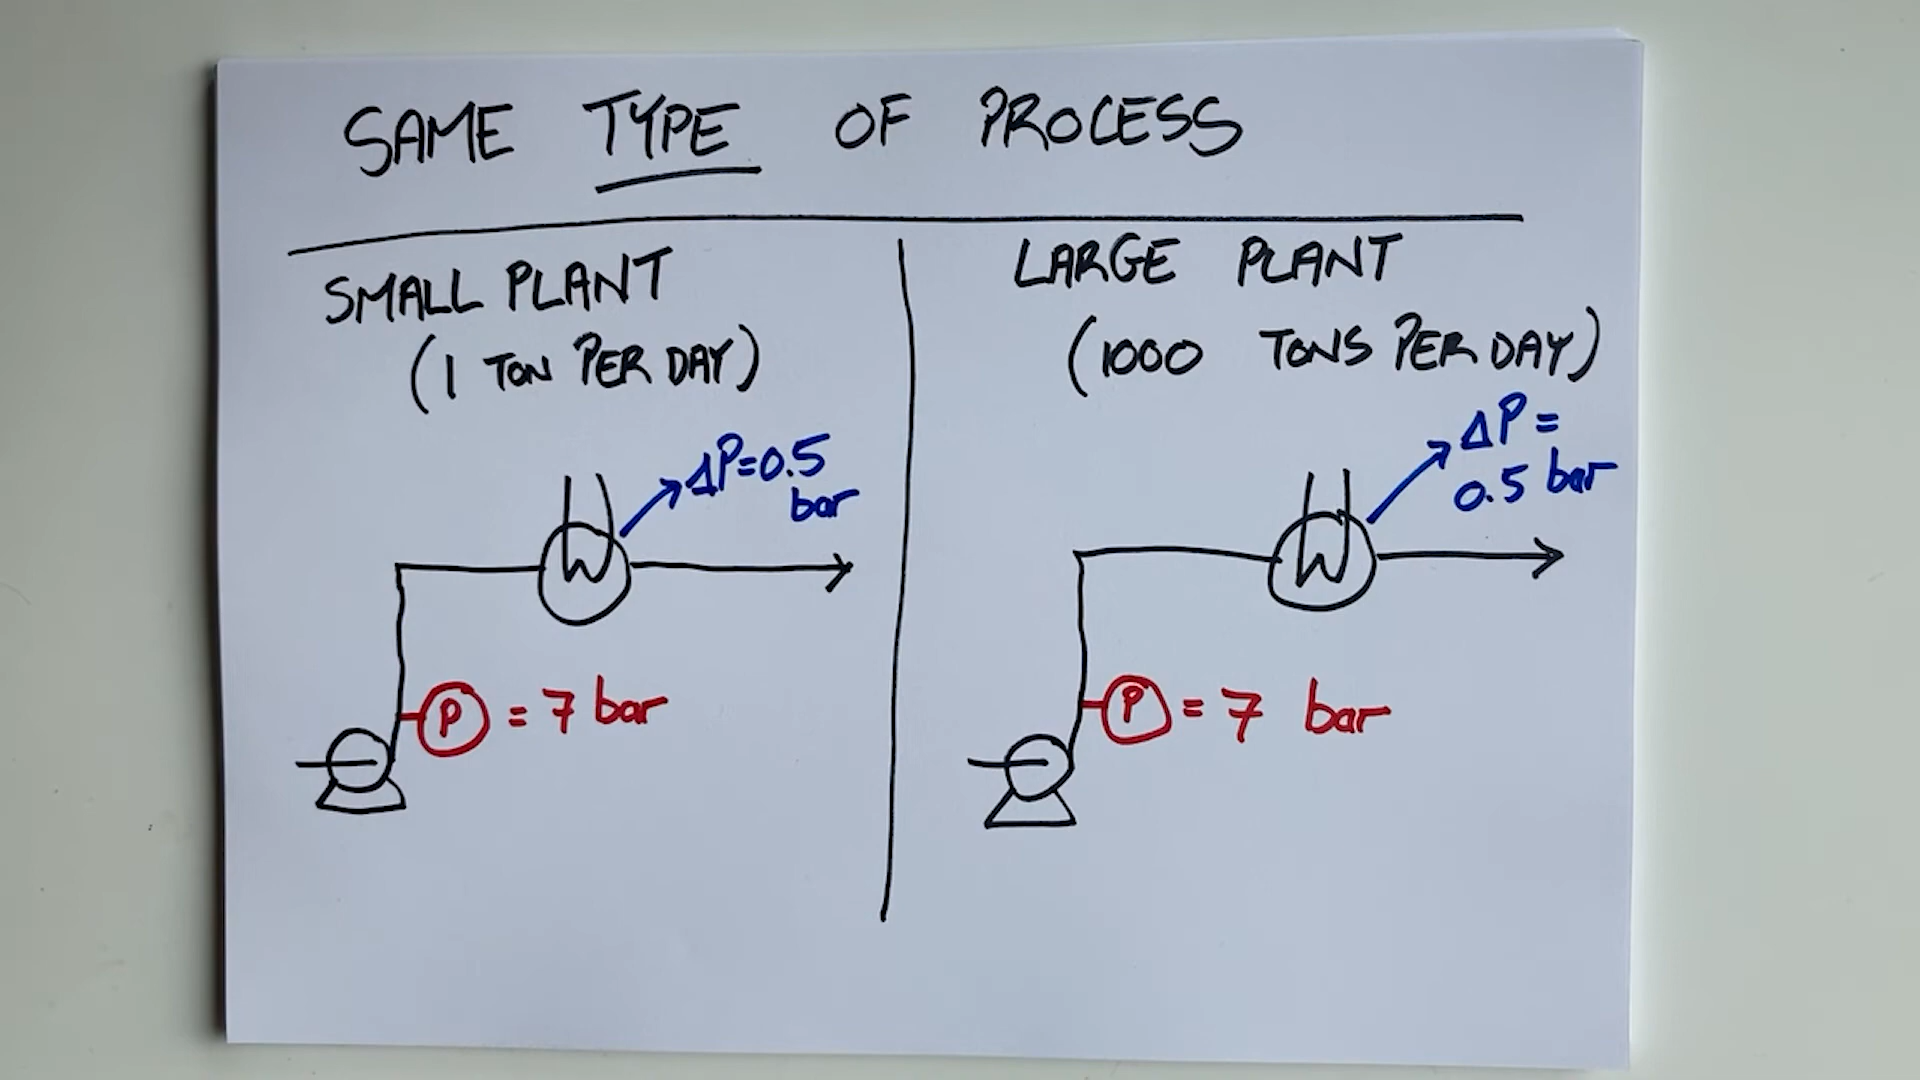 SAME TYPE OF PROCESS
SMALL PLANT
(1 TON PER DAY)
ΔP=0.5
bar
P = 7 bar
LARGE PLANT
(1000 TONS PER DAY)
ΔP =
0.5 bar
P = 7 bar